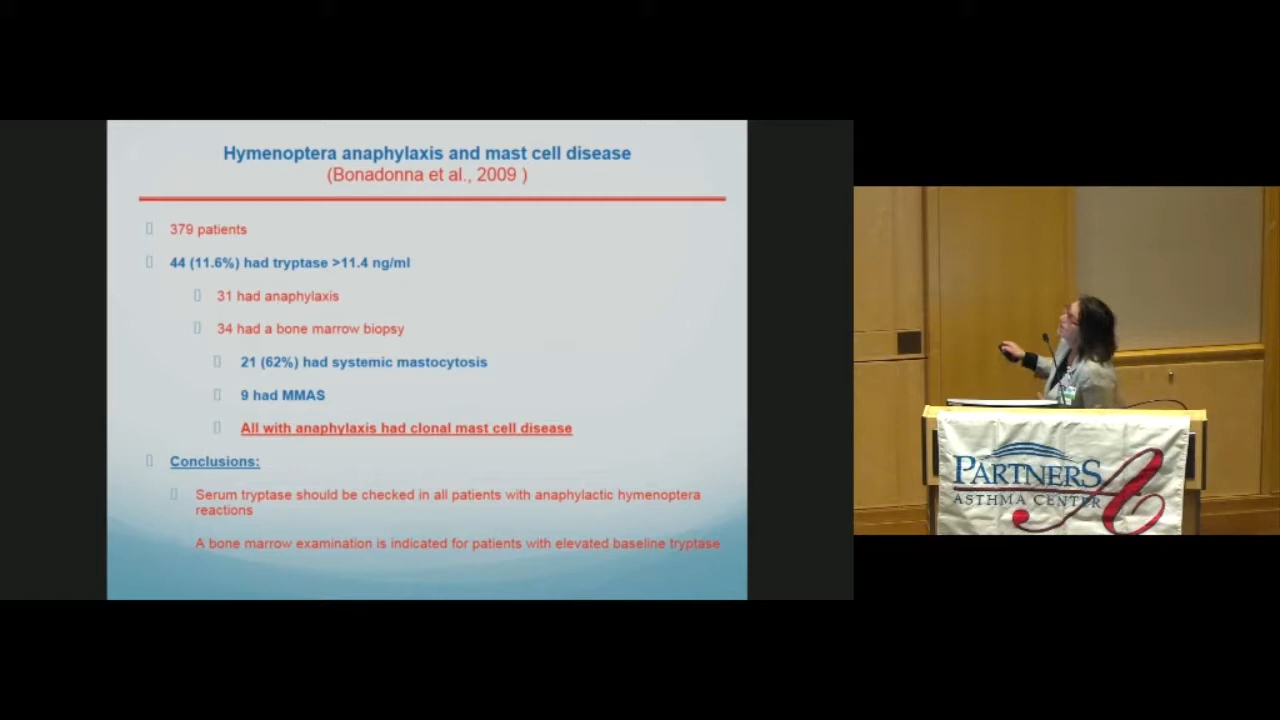 Hymenoptera anaphylaxis and mast cell disease
(Bonadonna et al., 2009 )
379 patients
44 (11.6%) had tryptase >11.4 ng/ml
31 had anaphylaxis
34 had a bone marrow biopsy
21 (62%) had systemic mastocytosis
9 had MMAS
All with anaphylaxis had clonal mast cell disease
Conclusions:
Serum tryptase should be checked in all patients with anaphylactic hymenoptera
reactions
A bone marrow examination is indicated for patients with elevated baseline tryptase
PARTNERS
ASTHMA CENTER